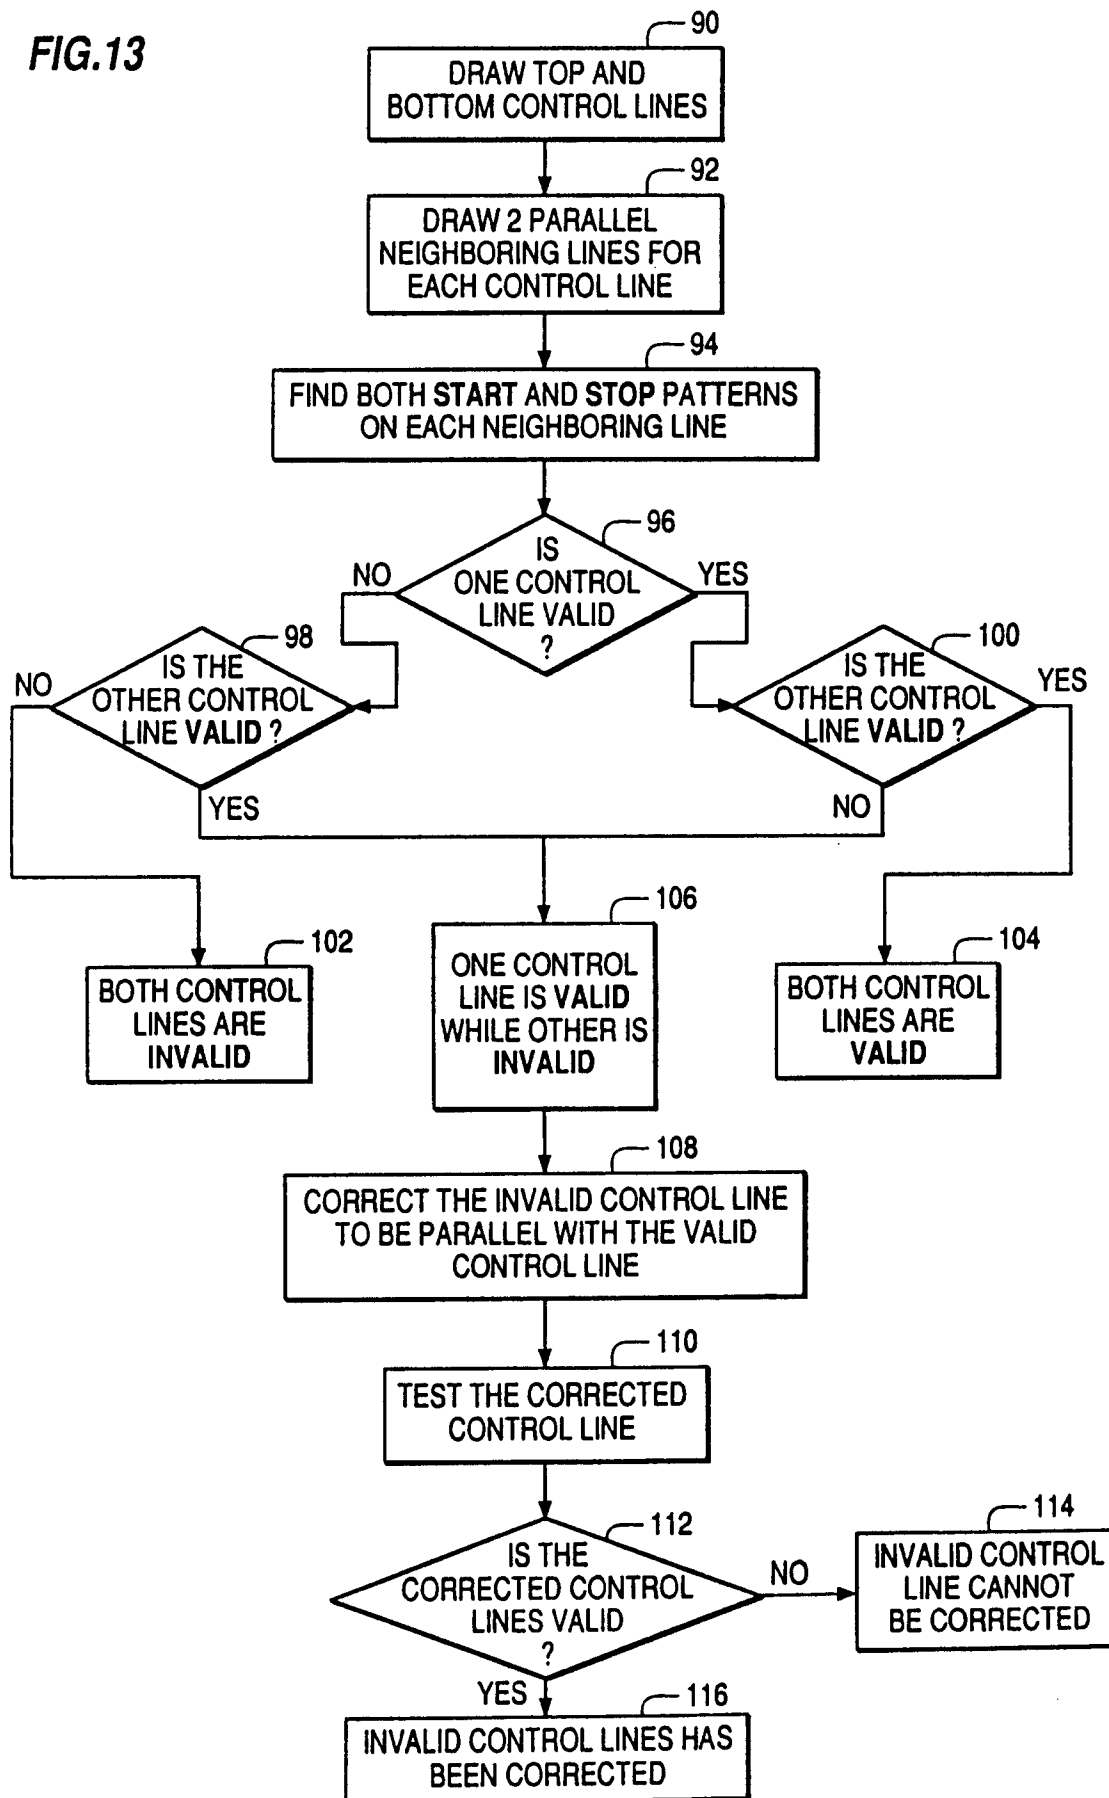 FIG.13
90
DRAW TOP AND
BOTTOM CONTROL LINES
92
DRAW 2 PARALLEL
NEIGHBORING LINES FOR
EACH CONTROL LINE
94
FIND BOTH START AND STOP PATTERNS
ON EACH NEIGHBORING LINE
96
IS
ONE CONTROL
LINE VALID
?
NO
YES
98
IS THE
OTHER CONTROL
LINE VALID ?
NO
YES
100
IS THE
OTHER CONTROL
LINE VALID ?
YES
NO
102
BOTH CONTROL
LINES ARE
INVALID
106
ONE CONTROL
LINE IS VALID
WHILE OTHER IS
INVALID
104
BOTH CONTROL
LINES ARE
VALID
108
CORRECT THE INVALID CONTROL LINE
TO BE PARALLEL WITH THE VALID
CONTROL LINE
110
TEST THE CORRECTED
CONTROL LINE
112
IS THE
CORRECTED CONTROL
LINES VALID
?
NO
114
INVALID CONTROL
LINE CANNOT
BE CORRECTED
YES
116
INVALID CONTROL LINES HAS
BEEN CORRECTED